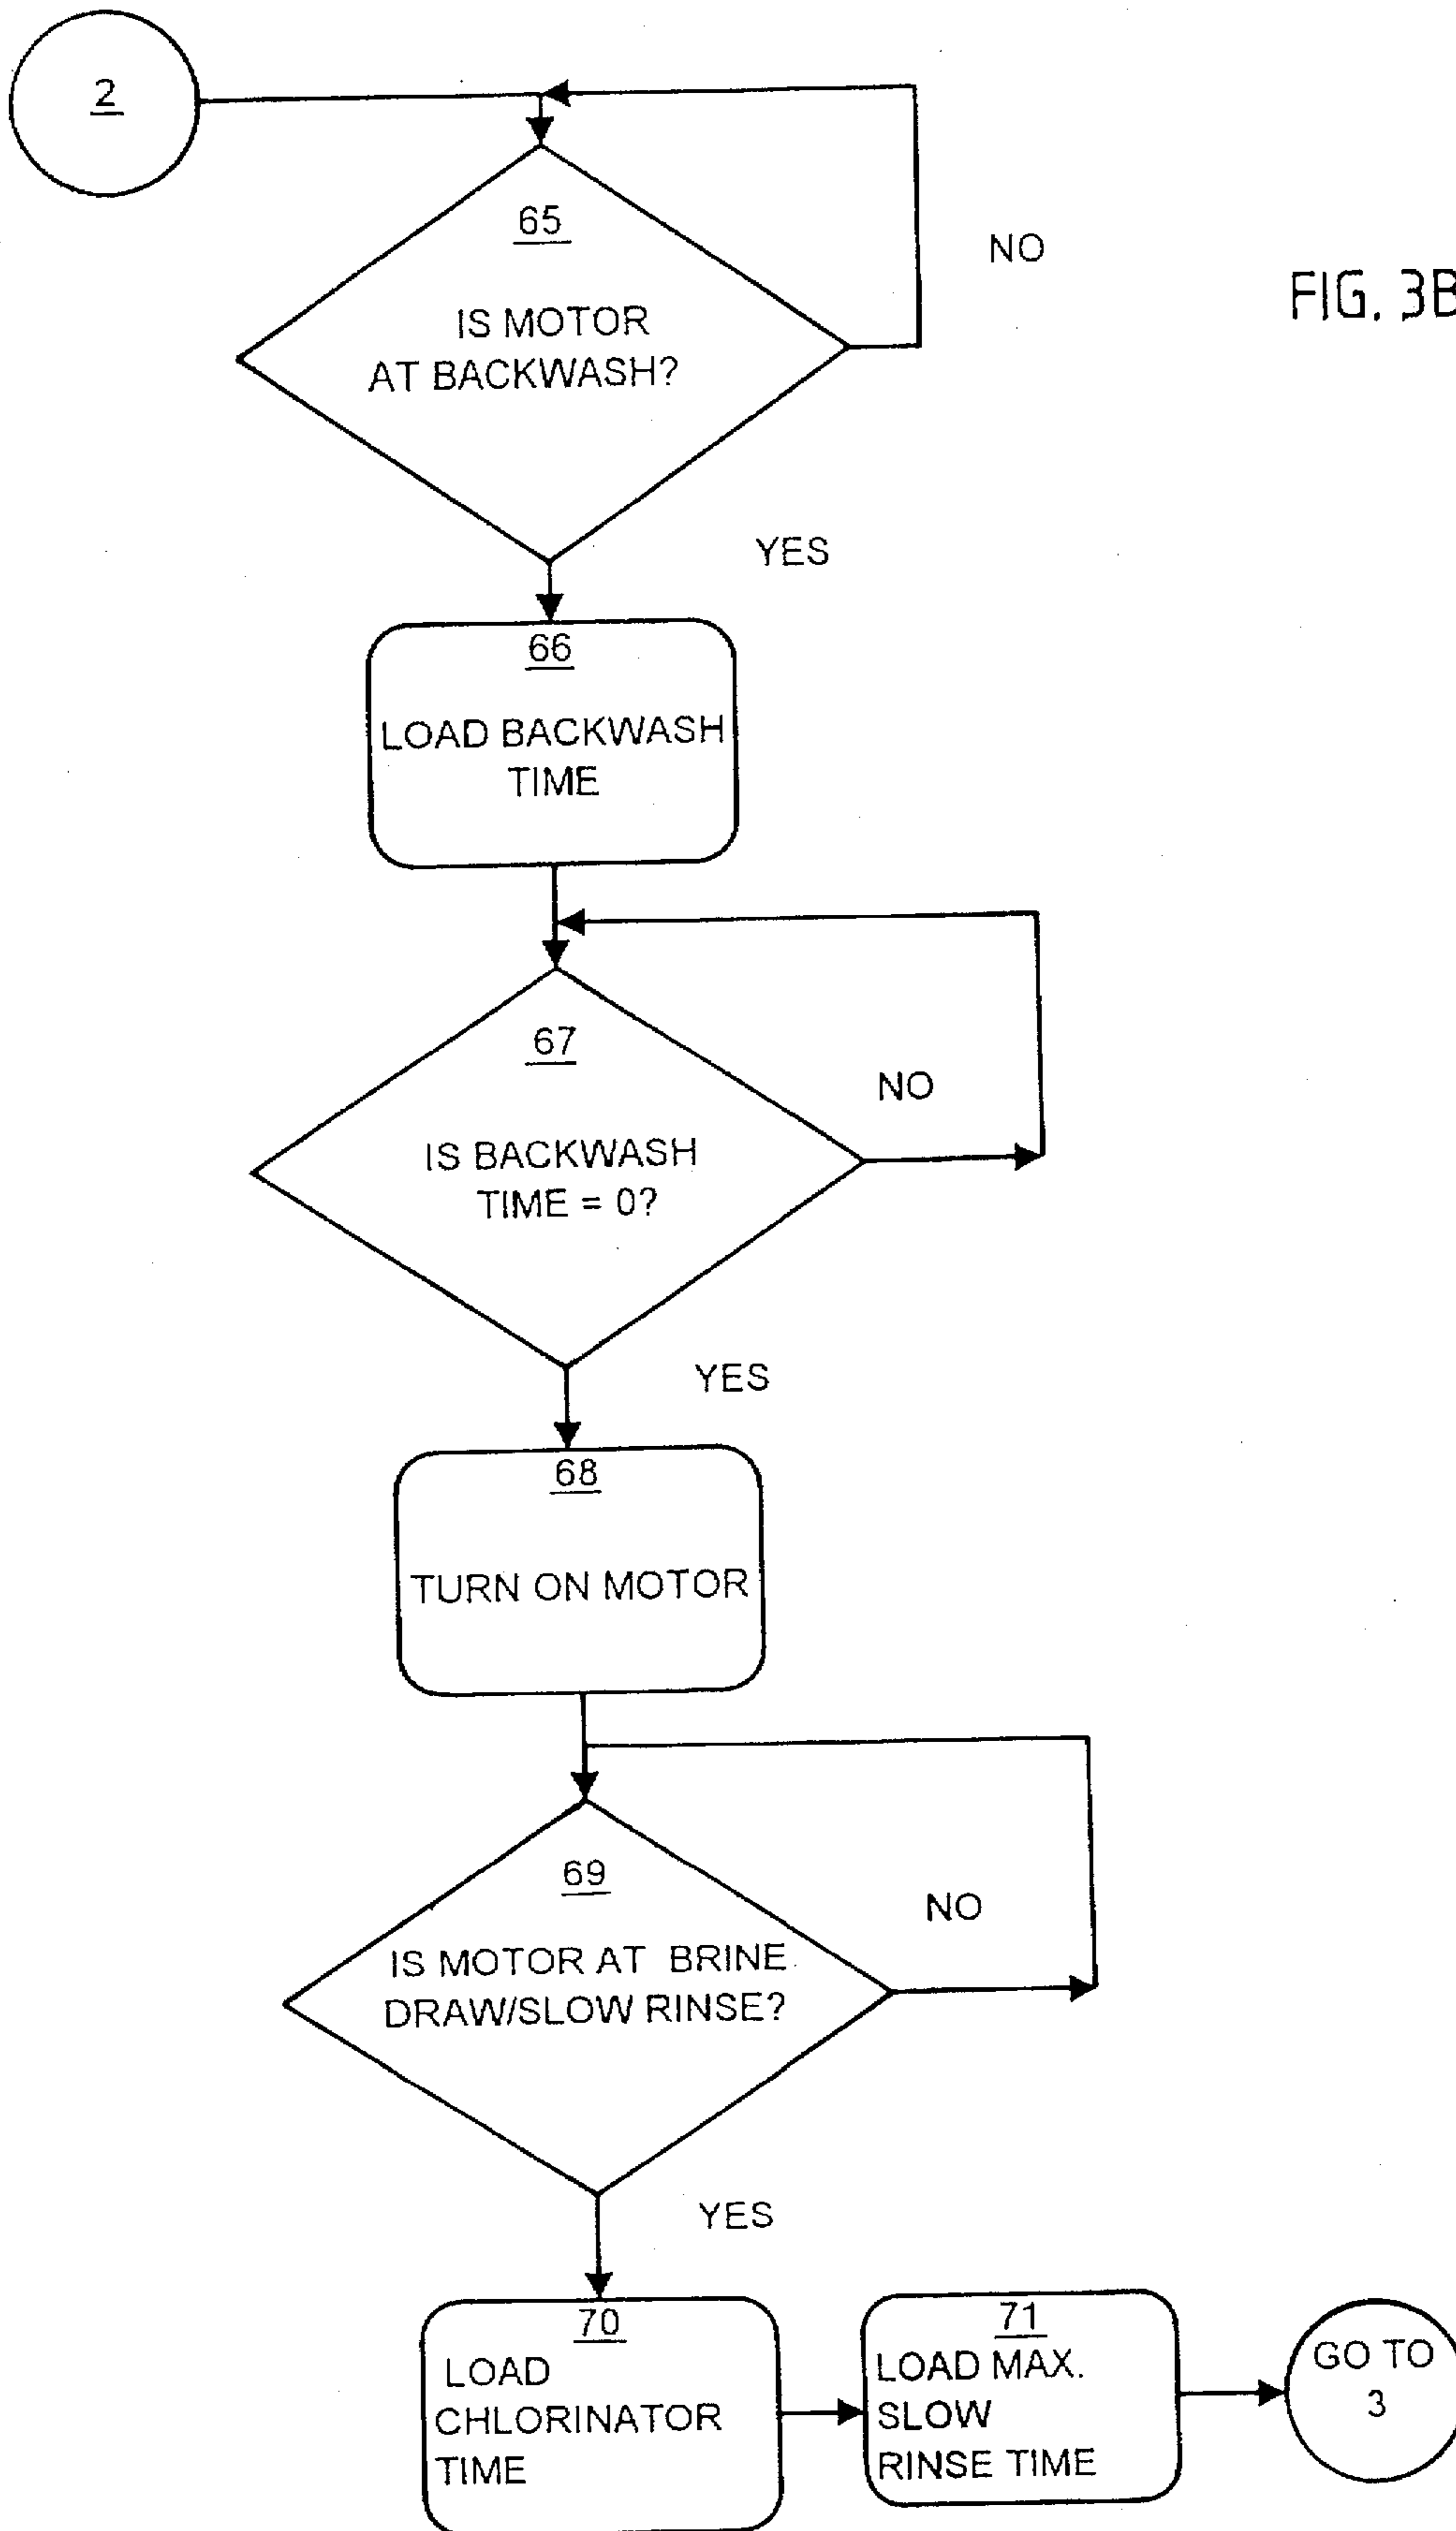 2
65
IS MOTOR
AT BACKWASH?
NO
FIG. 3B
YES
66
LOAD BACKWASH
TIME
67
IS BACKWASH
TIME = 0?
NO
YES
68
TURN ON MOTOR
69
IS MOTOR AT BRINE
DRAW/SLOW RINSE?
NO
YES
70
LOAD
CHLORINATOR
TIME
71
LOAD MAX.
SLOW
RINSE TIME
GO TO
3